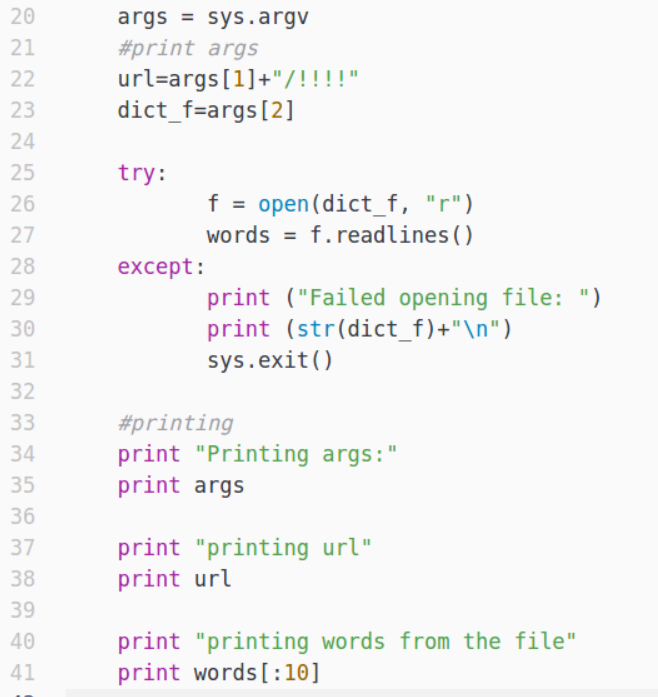 20 args = sys.argv
21 #print args
22 url=args[1]+"/!!!!"
23 dict_f=args[2]
24
25 try:
26 f = open(dict_f, "r")
27 words = f.readlines()
28 except:
29 print ("Failed opening file: ")
30 print (str(dict_f)+"\n")
31 sys.exit()
32
33 #printing
34 print "Printing args:"
35 print args
36
37 print "printing url"
38 print url
39
40 print "printing words from the file"
41 print words[:10]